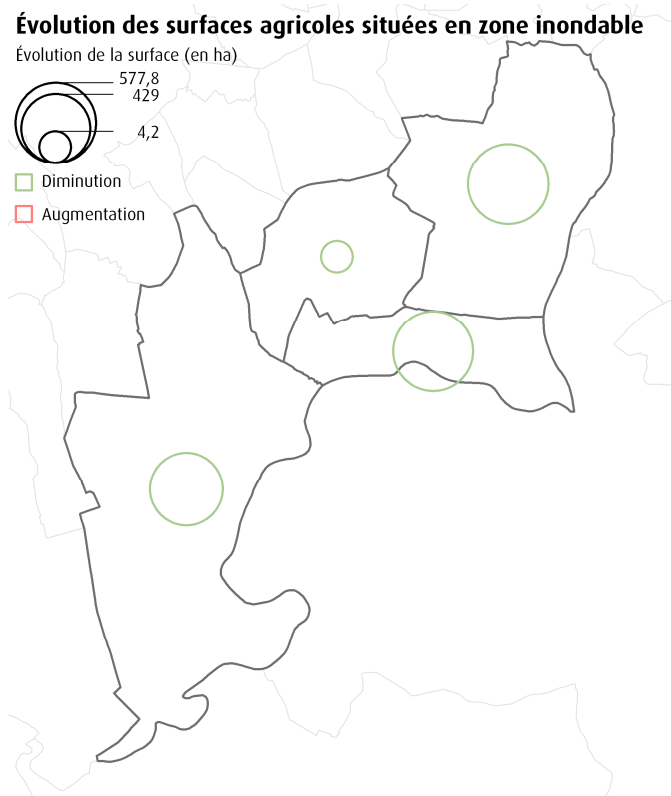 Évolution des surfaces agricoles situées en zone inondable
Évolution de la surface (en ha)
577,8
429
4,2
Diminution
Augmentation